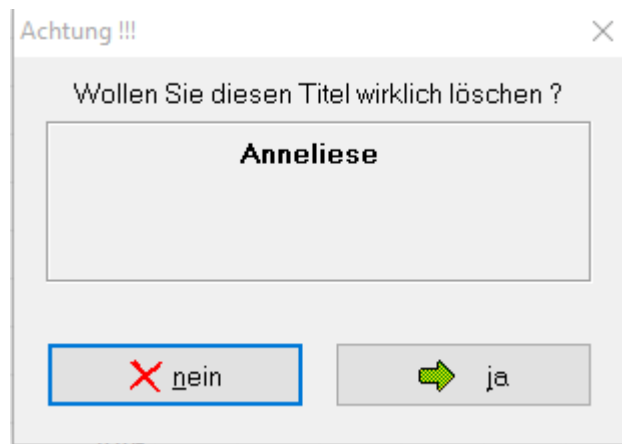 Achtung !!!
Wollen Sie diesen Titel wirklich löschen ?
Anneliese
nein
ja